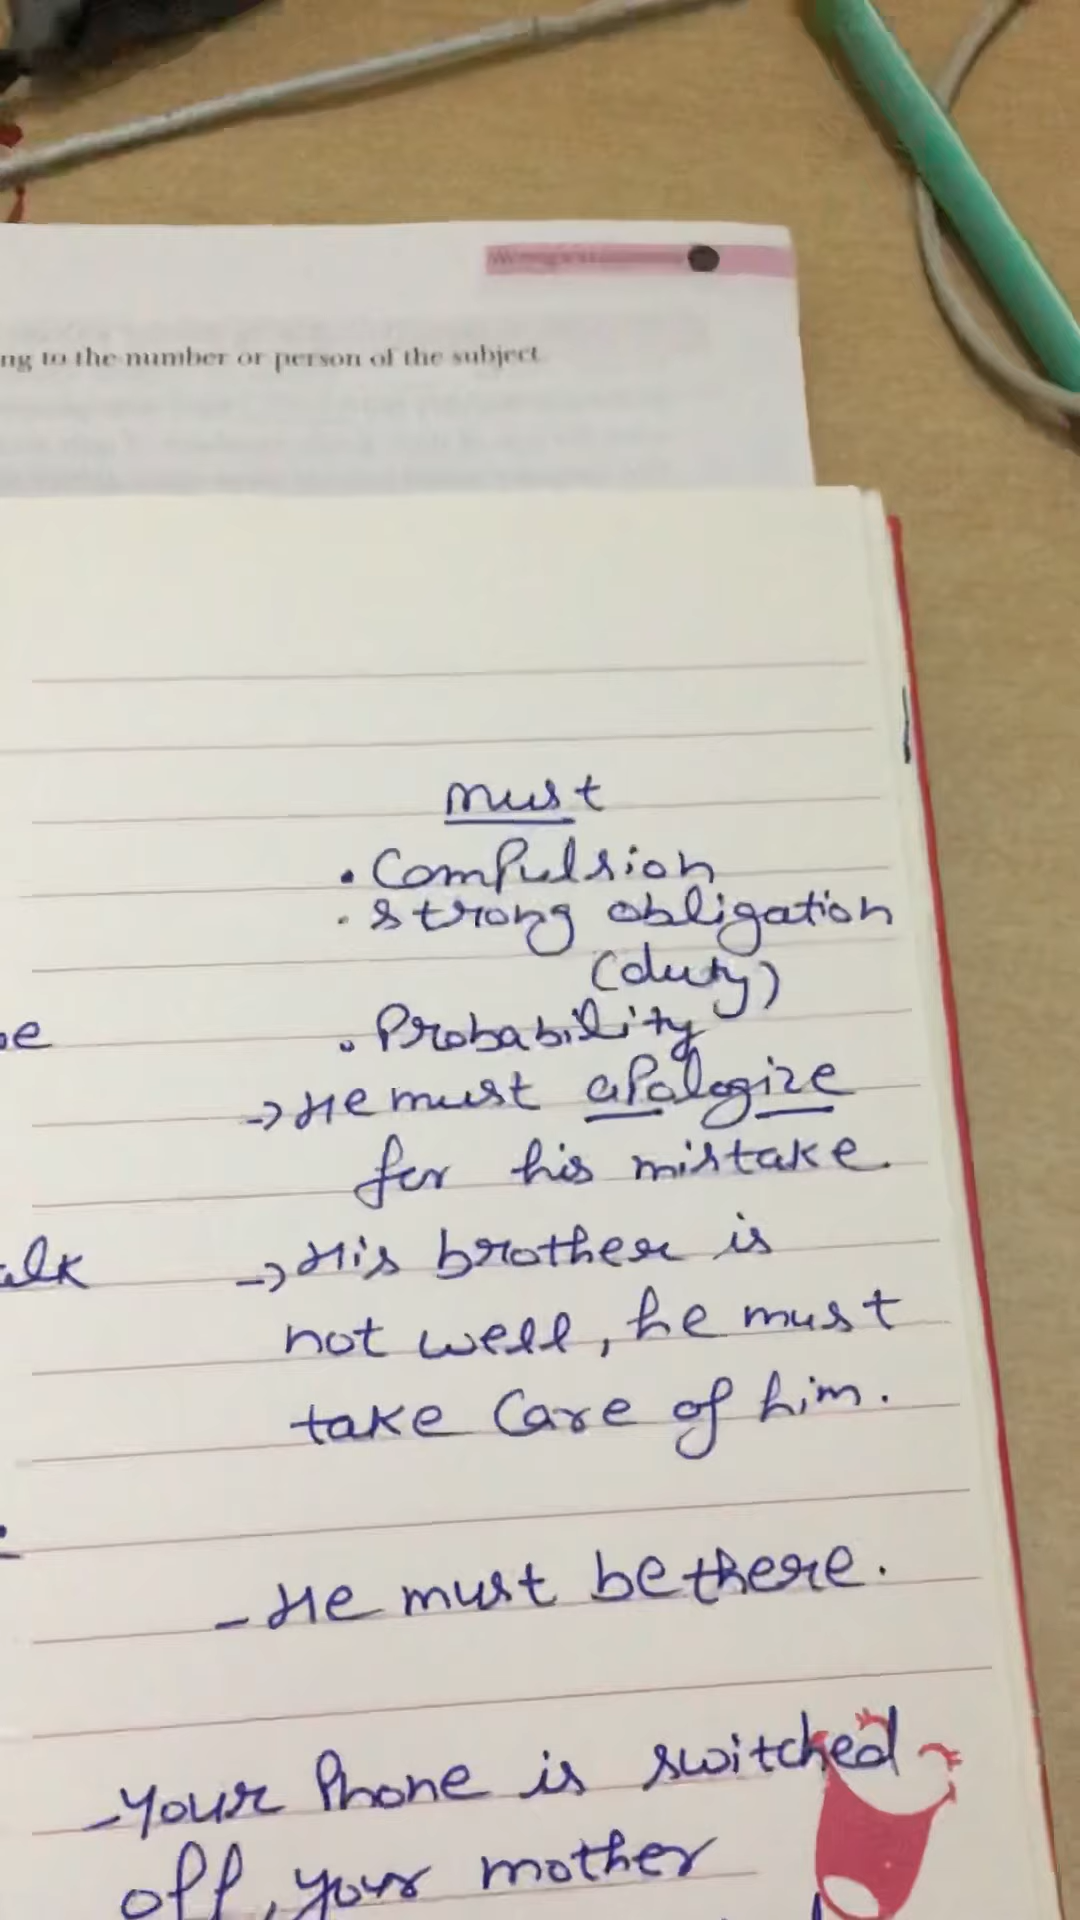 ng to the number or person of the subject
must
• Compulsion
• strong obligation
(duty)
be
• Probability
→ He must apologize
for his mistake.
alk
→ His brother is
not well, he must
take care of him.
- He must be there.
- Your Phone is switched
off, your mother